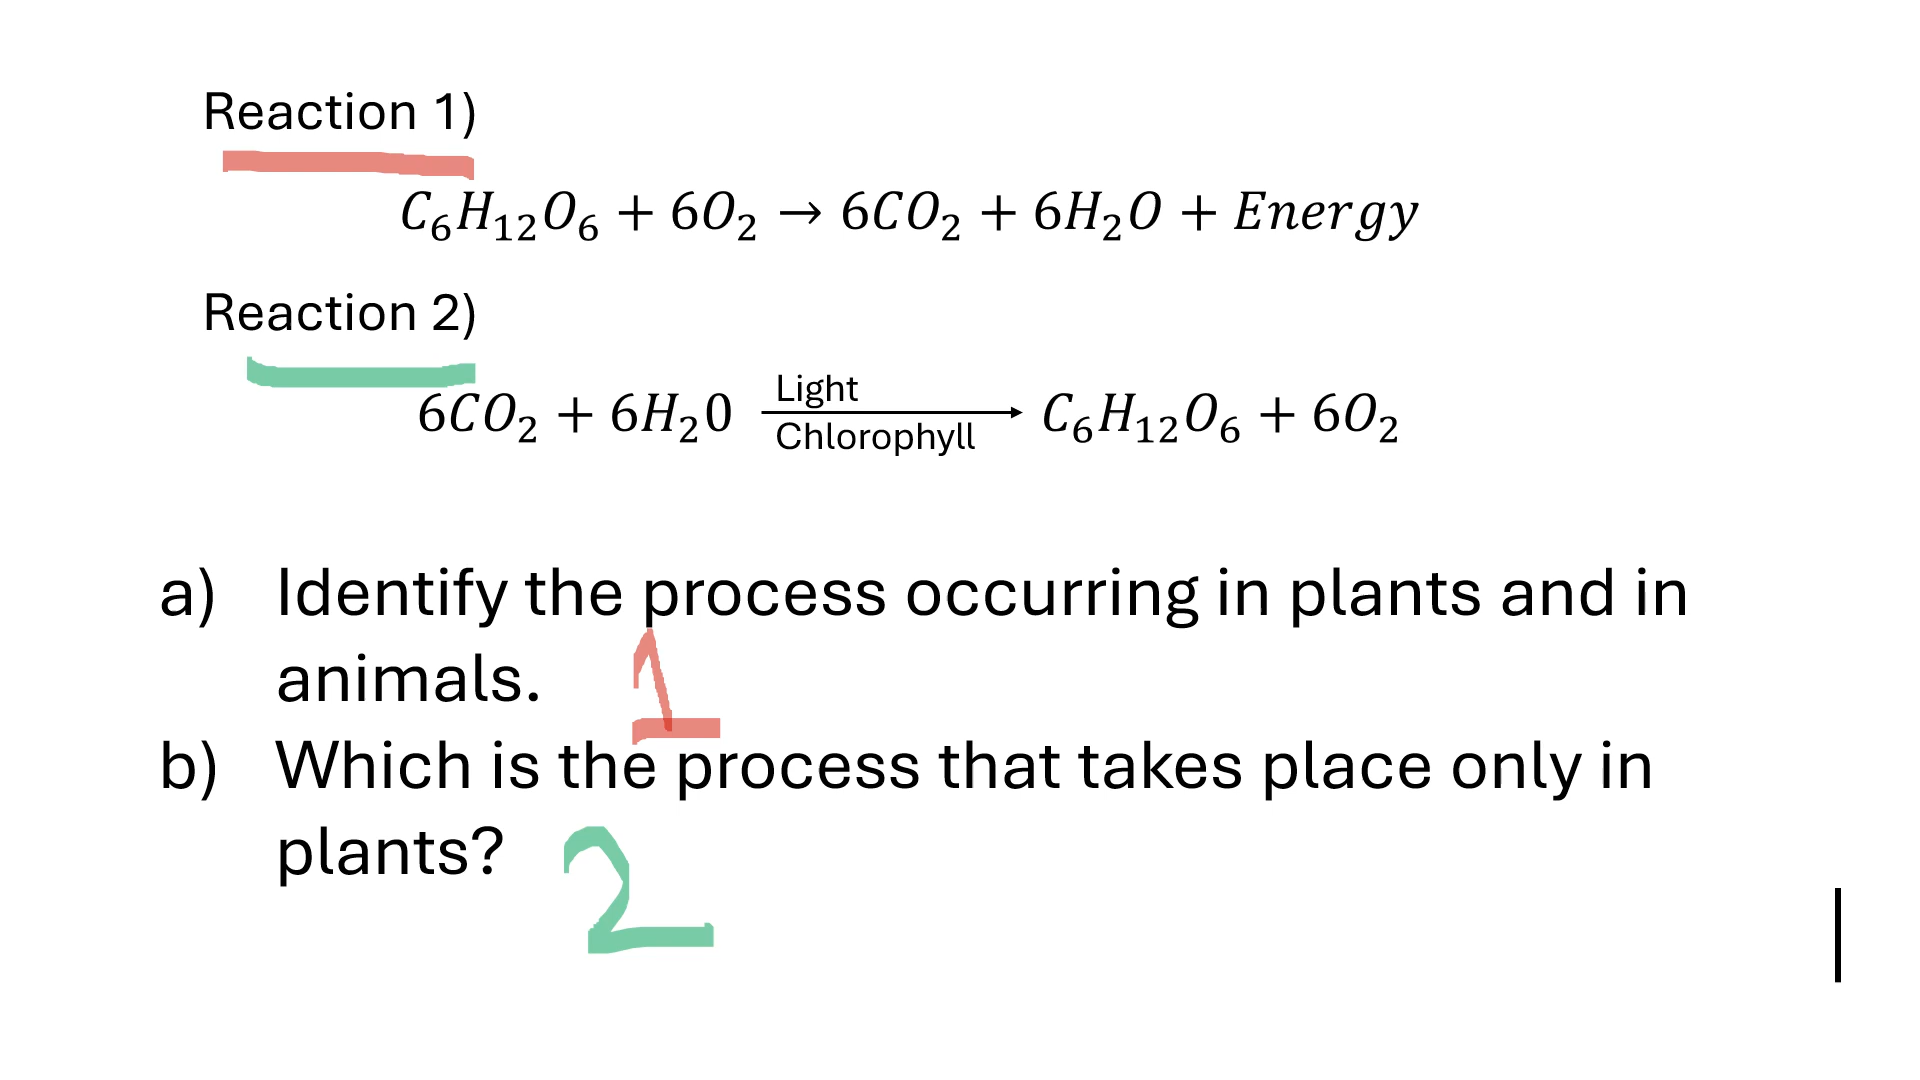 Reaction 1)
C₆H₁₂O₆ + 6O₂ → 6CO₂ + 6H₂O + Energy
Reaction 2)
Light
6CO₂ + 6H₂0 → C₆H₁₂O₆ + 6O₂
Chlorophyll
a) Identify the process occurring in plants and in
animals. 1
b) Which is the process that takes place only in
plants? 2